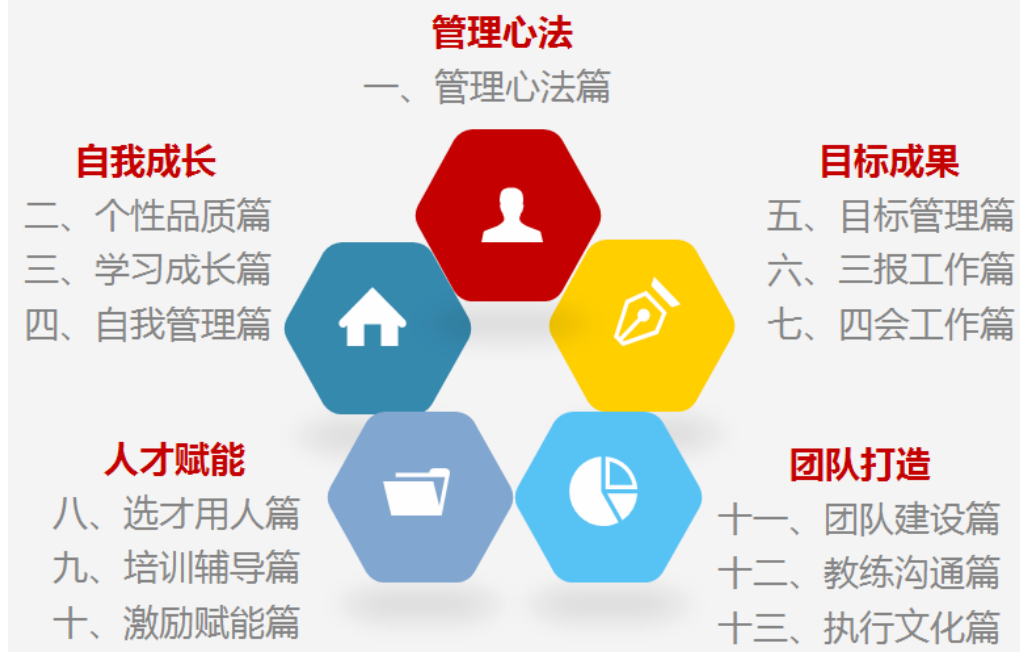 管理心法
一、管理心法篇
自我成长
二、个性品质篇
三、学习成长篇
四、自我管理篇
目标成果
五、目标管理篇
六、三报工作篇
七、四会工作篇
人才赋能
八、选才用人篇
九、培训辅导篇
十、激励赋能篇
团队打造
十一、团队建设篇
十二、教练沟通篇
十三、执行文化篇